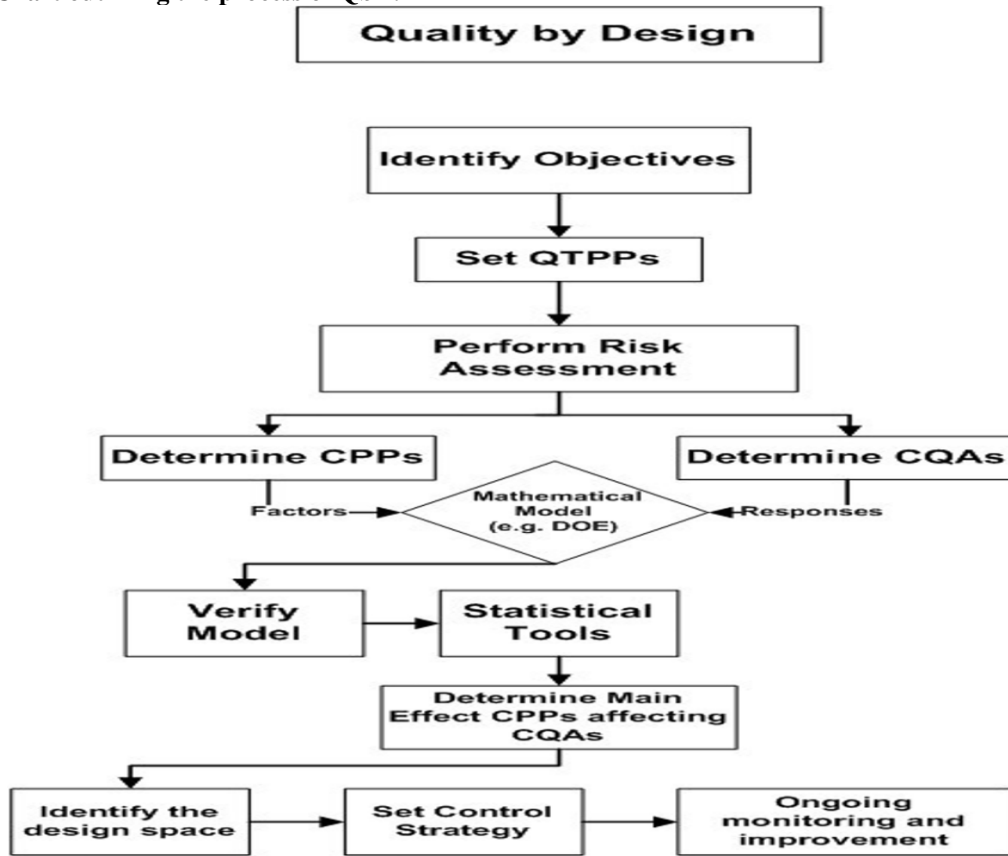 Quality by Design
Identify Objectives
Set QTPPs
Perform Risk
Assessment
Determine CPPs
Determine CQAs
Mathematical
Model
(e.g. DOE)
Factors
Responses
Verify
Model
Statistical
Tools
Determine Main
Effect CPPs affecting
CQAs
Identify the
design space
Set Control
Strategy
Ongoing
monitoring and
improvement